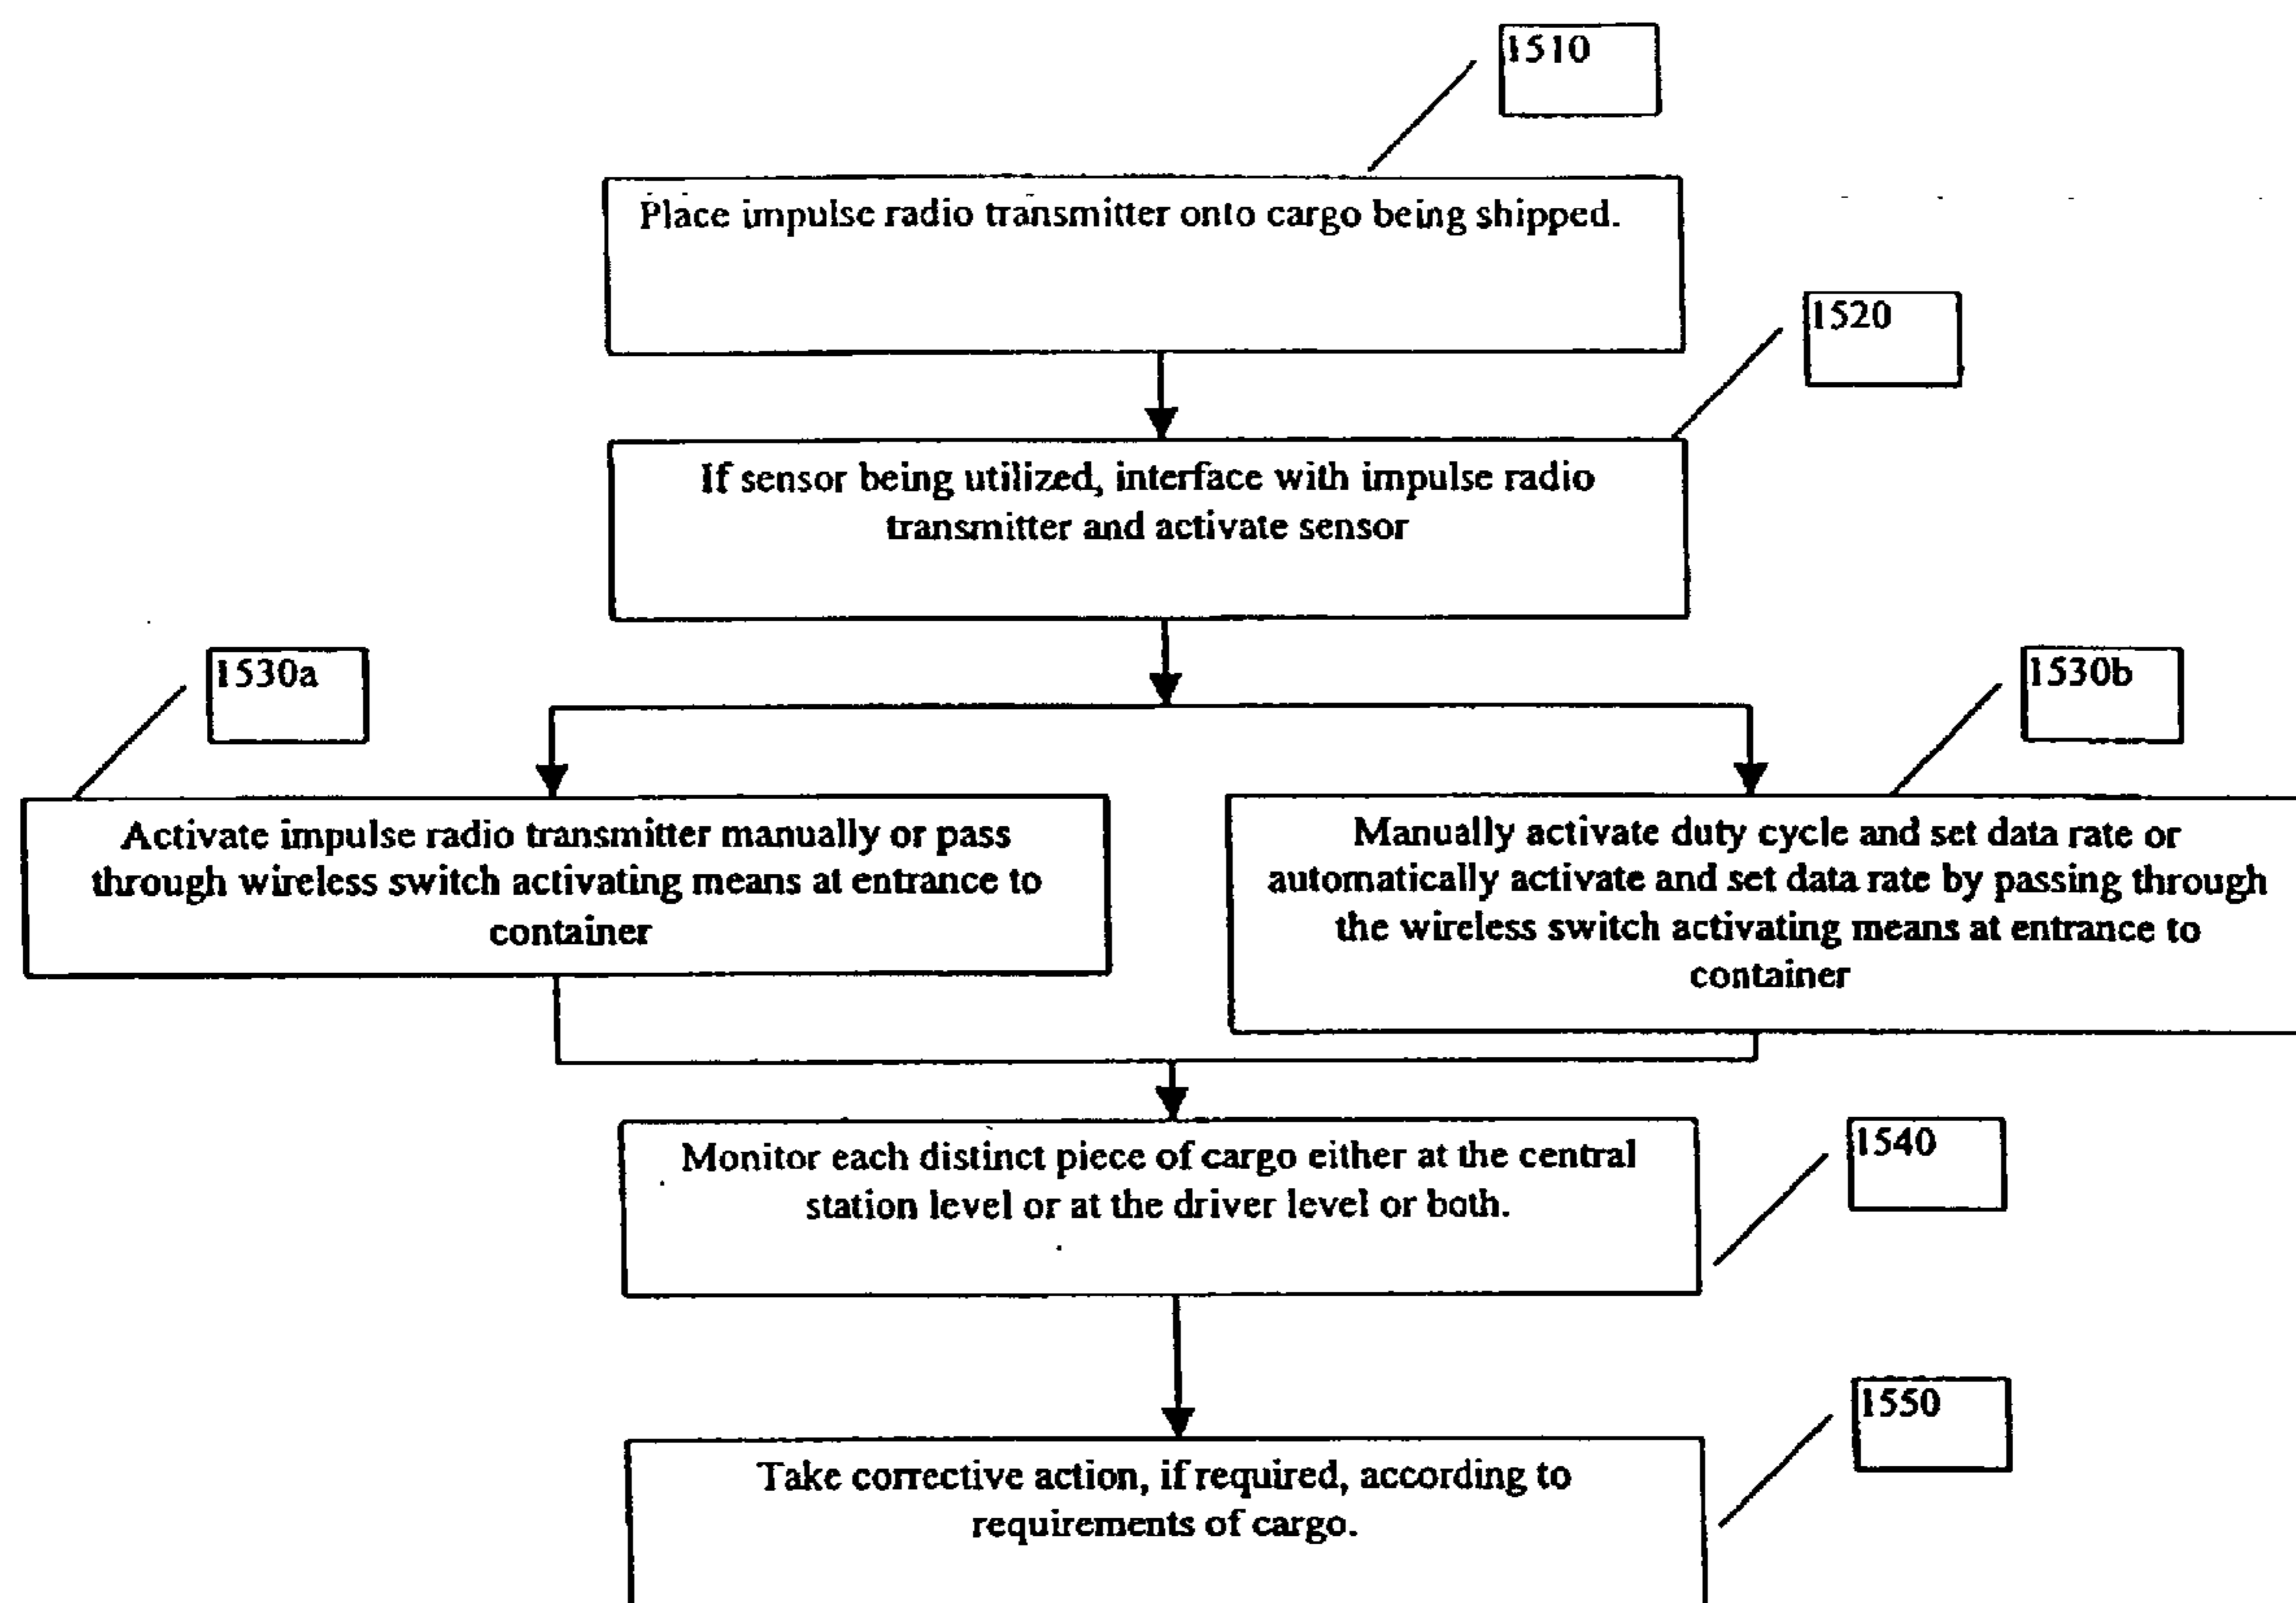 1510
Place impulse radio transmitter onto cargo being shipped.
1520
If sensor being utilized, interface with impulse radio
transmitter and activate sensor
1530a
1530b
Activate impulse radio transmitter manually or pass
through wireless switch activating means at entrance to
container
Manually activate duty cycle and set data rate or
automatically activate and set data rate by passing through
the wireless switch activating means at entrance to
container
1540
Monitor each distinct piece of cargo either at the central
station level or at the driver level or both.
1550
Take corrective action, if required, according to
requirements of cargo.